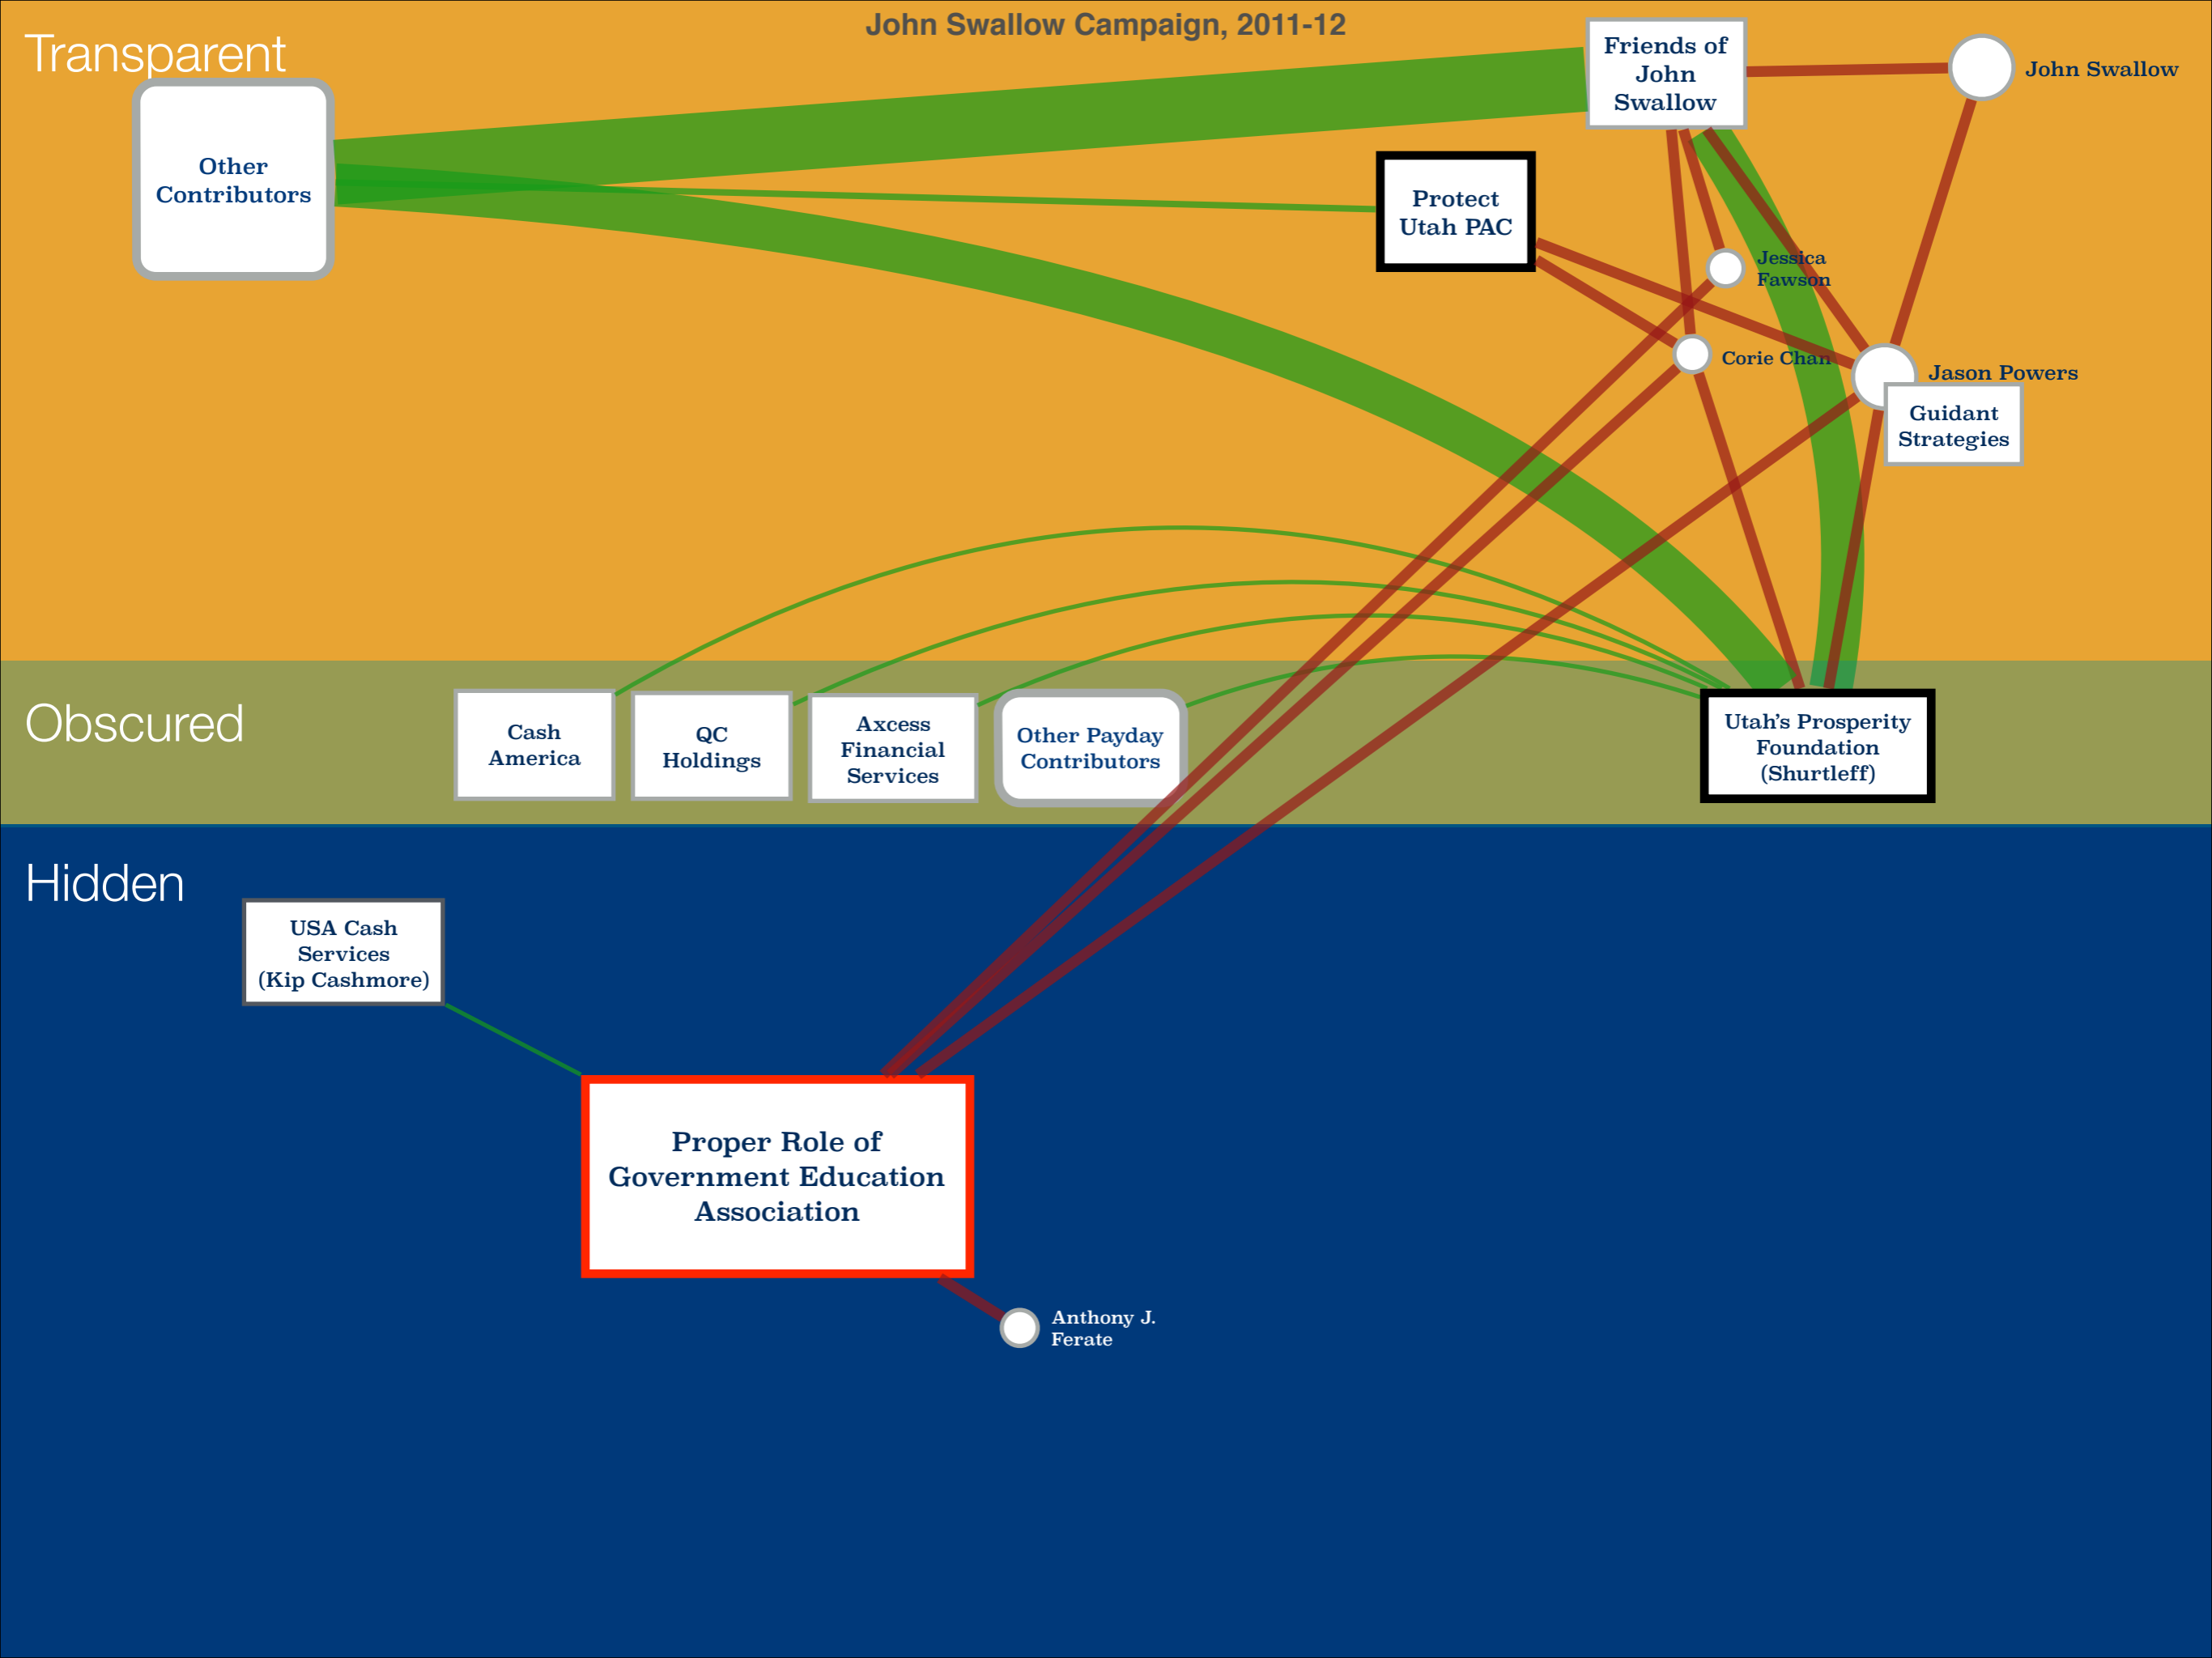 John Swallow Campaign, 2011-12
Transparent
Friends of
John
Swallow
John Swallow
Other
Contributors
Protect
Utah PAC
Jessica
Fawson
Corie Chan
Jason Powers
Guidant
Strategies
Obscured
Cash
America
QC
Holdings
Axcess
Financial
Services
Other Payday
Contributors
Utah’s Prosperity
Foundation
(Shurtleff)
Hidden
USA Cash
Services
(Kip Cashmore)
Proper Role of
Government Education
Association
Anthony J.
Ferate